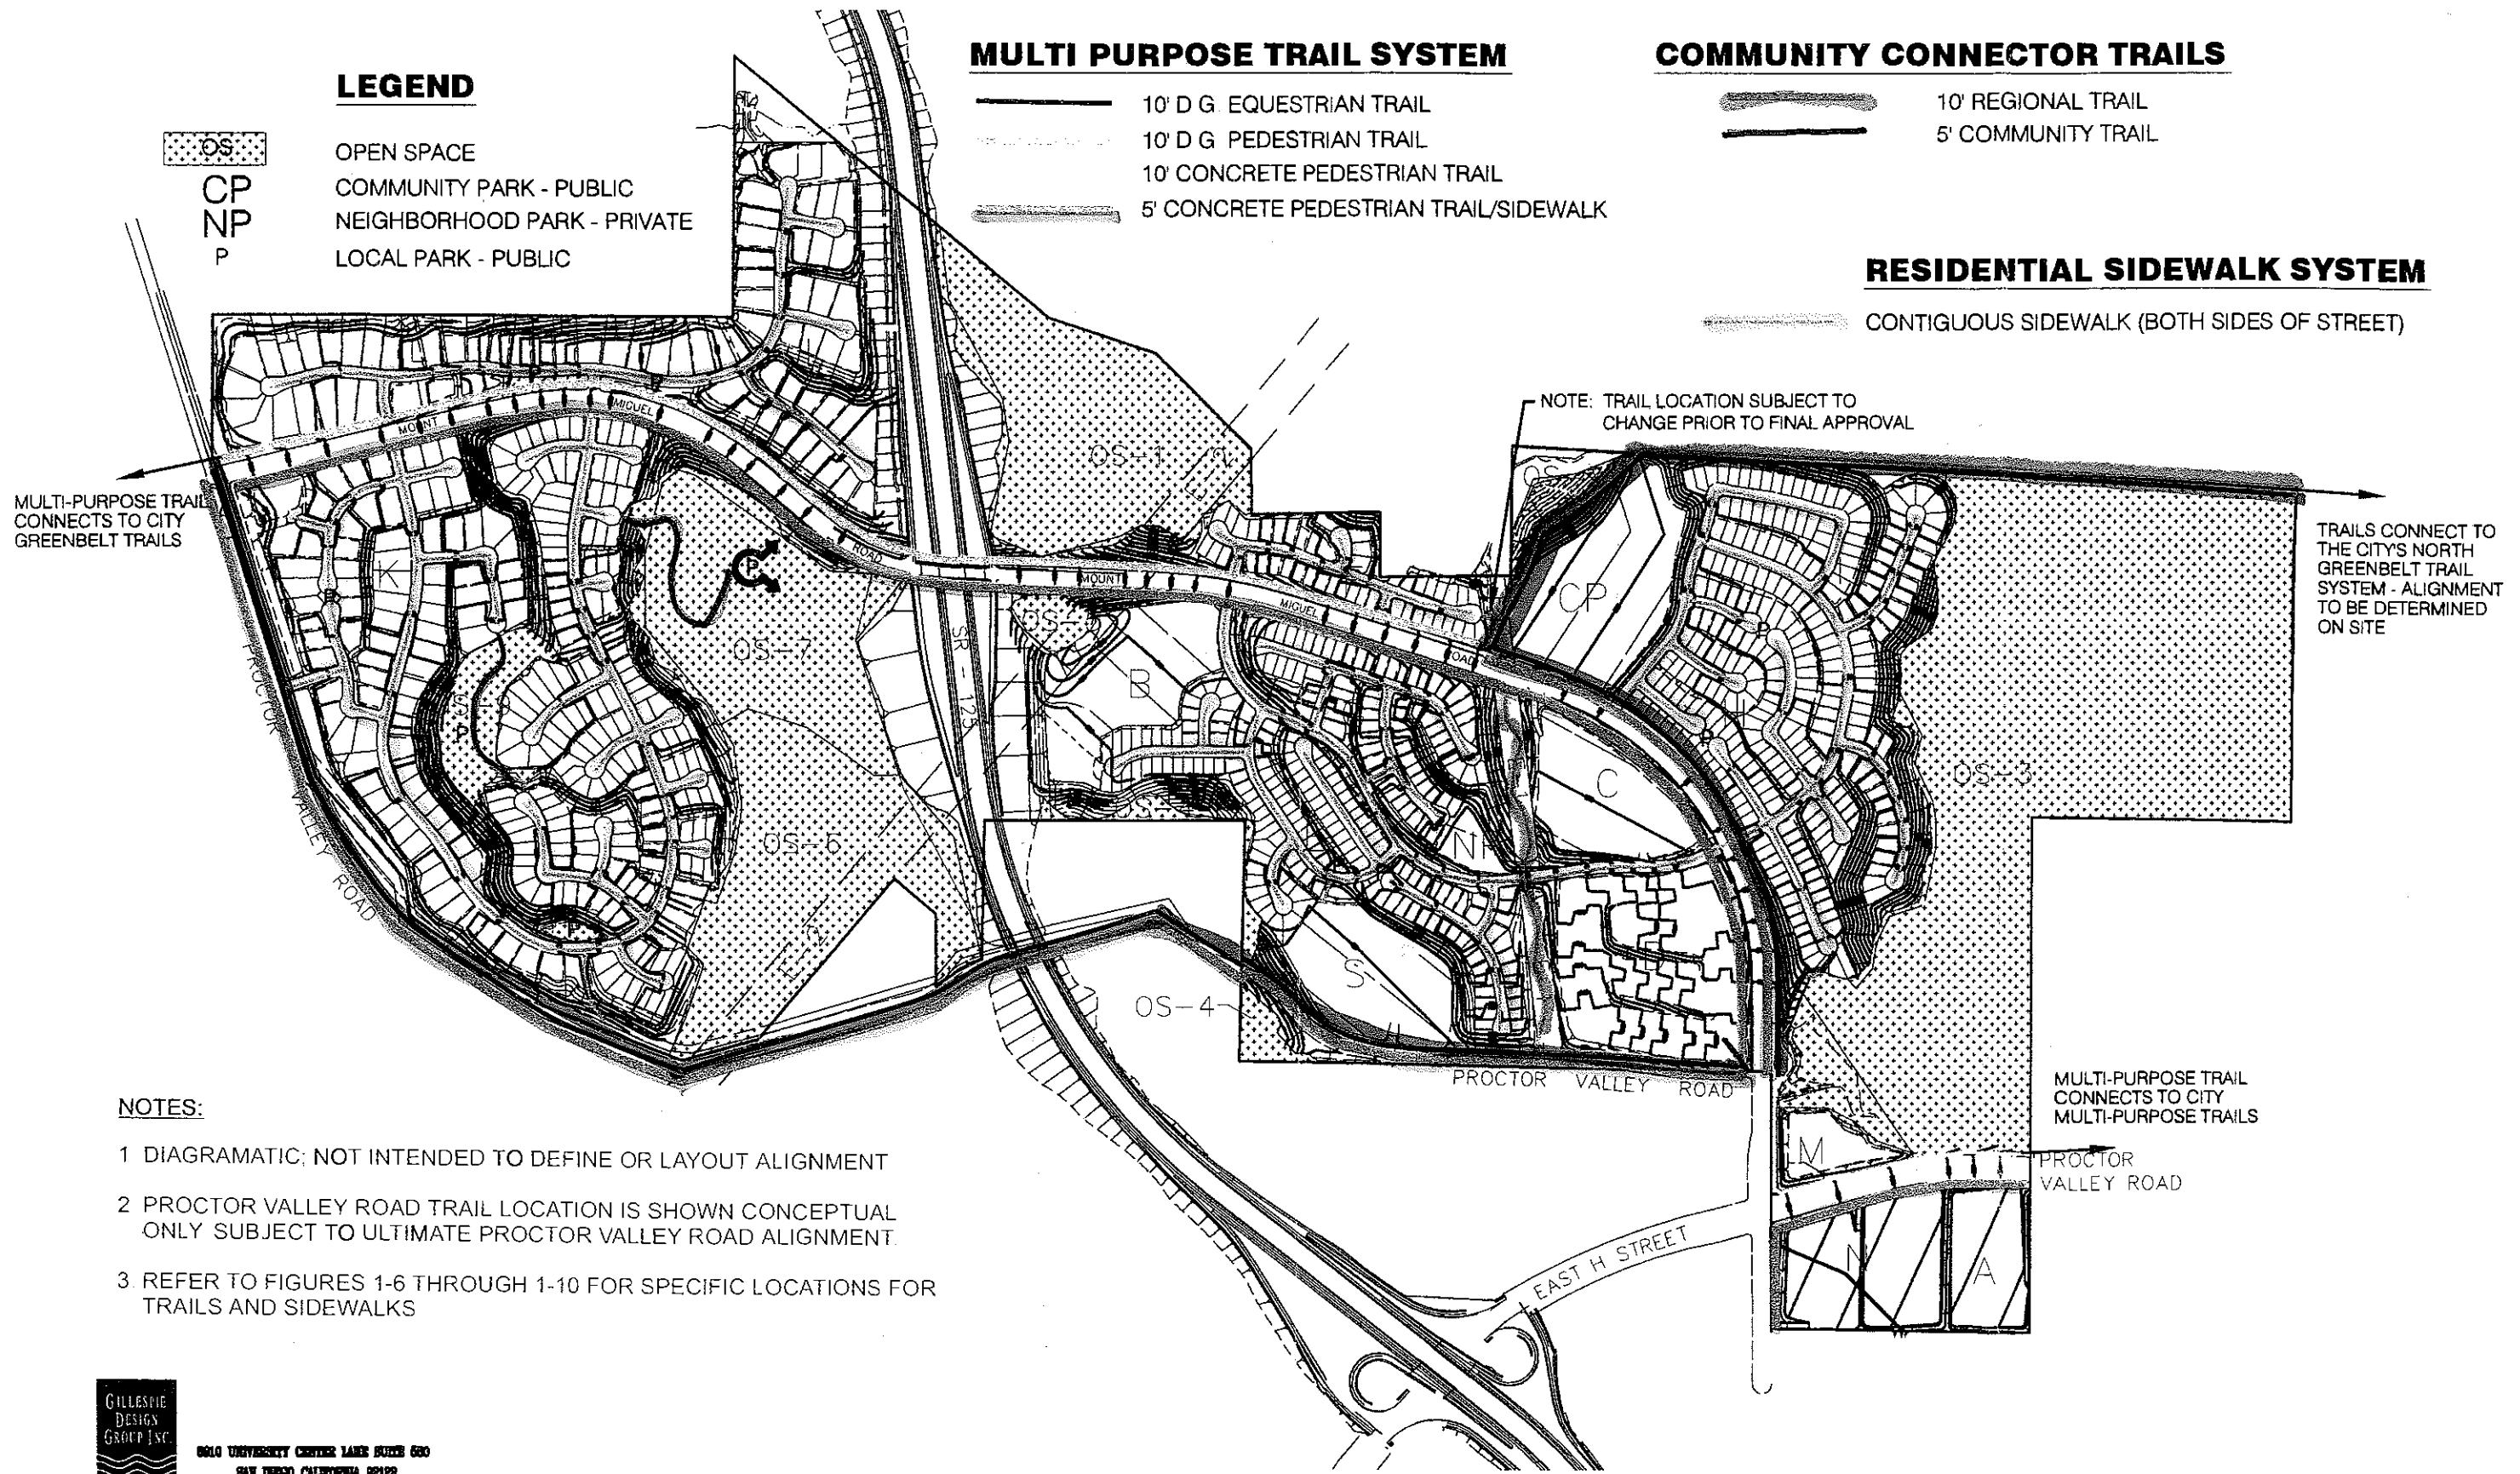 LEGEND
OS
OPEN SPACE
CP
COMMUNITY PARK - PUBLIC
NP
NEIGHBORHOOD PARK - PRIVATE
P
LOCAL PARK - PUBLIC
MULTI PURPOSE TRAIL SYSTEM
10' D G. EQUESTRIAN TRAIL
10' D G PEDESTRIAN TRAIL
10' CONCRETE PEDESTRIAN TRAIL
5' CONCRETE PEDESTRIAN TRAIL/SIDEWALK
COMMUNITY CONNECTOR TRAILS
10' REGIONAL TRAIL
5' COMMUNITY TRAIL
RESIDENTIAL SIDEWALK SYSTEM
CONTIGUOUS SIDEWALK (BOTH SIDES OF STREET)
NOTE: TRAIL LOCATION SUBJECT TO
CHANGE PRIOR TO FINAL APPROVAL
MULTI-PURPOSE TRAIL
CONNECTS TO CITY
GREENBELT TRAILS
TRAILS CONNECT TO
THE CITY'S NORTH
GREENBELT TRAIL
SYSTEM - ALIGNMENT
TO BE DETERMINED
ON SITE
MOUNT
MIGUEL
ROAD
MOUNT
MIGUEL
ROAD
OS-1
OS
CP
K
P
P
OS-7
SR-125
B
C
H
OS-3
P
PROCTOR
VALLEY
ROAD
OS-6
S
OS-4
PROCTOR VALLEY ROAD
MULTI-PURPOSE TRAIL
CONNECTS TO CITY
MULTI-PURPOSE TRAILS
M
PROCTOR
VALLEY ROAD
EAST H STREET
N
A
NOTES:
1 DIAGRAMATIC; NOT INTENDED TO DEFINE OR LAYOUT ALIGNMENT
2 PROCTOR VALLEY ROAD TRAIL LOCATION IS SHOWN CONCEPTUAL
ONLY SUBJECT TO ULTIMATE PROCTOR VALLEY ROAD ALIGNMENT
3. REFER TO FIGURES 1-6 THROUGH 1-10 FOR SPECIFIC LOCATIONS FOR
TRAILS AND SIDEWALKS
GILLESPIE
DESIGN
GROUP INC.
UNIVERSITY CENTER LANE SUITE
SAN DIEGO CALIFORNIA